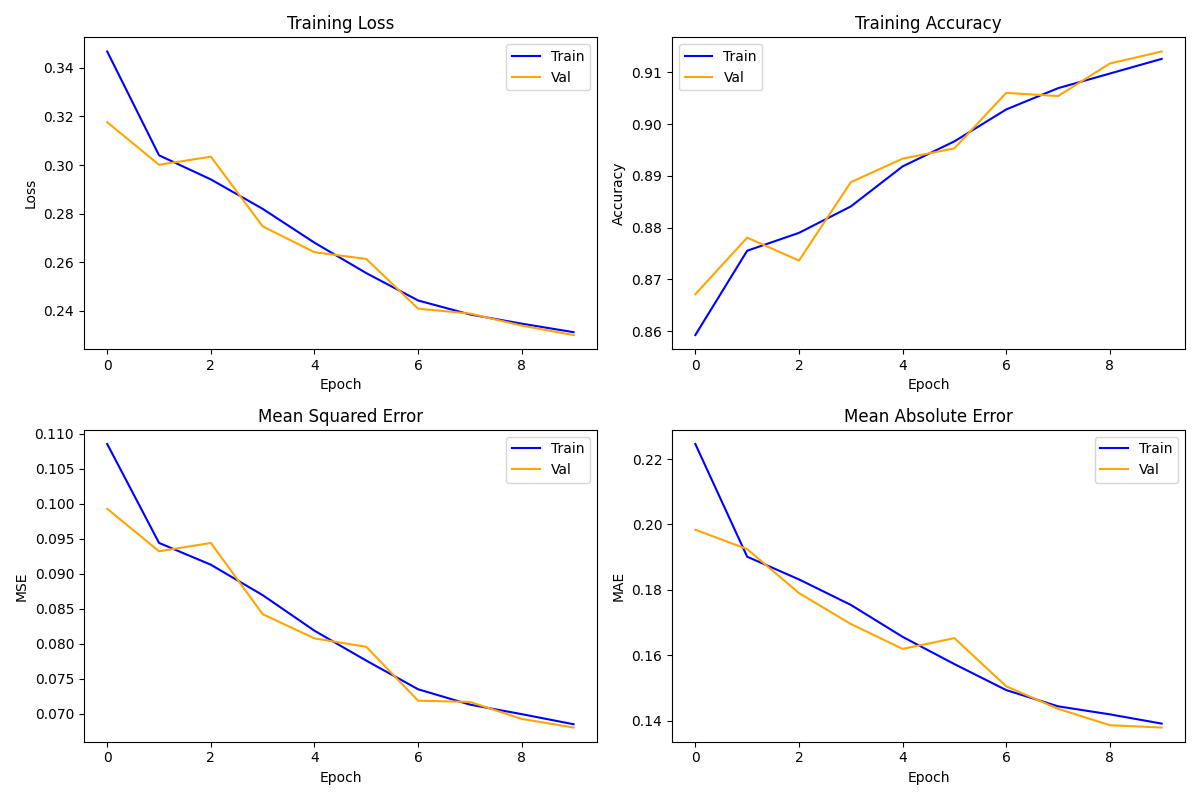 Training Loss
Loss
0.34
0.32
0.30
0.28
0.26
0.24
Train
Val
0 2 4 6 8
Epoch
Training Accuracy
Accuracy
0.91
0.90
0.89
0.88
0.87
0.86
Train
Val
0 2 4 6 8
Epoch
Mean Squared Error
MSE
0.110
0.105
0.100
0.095
0.090
0.085
0.080
0.075
0.070
Train
Val
0 2 4 6 8
Epoch
Mean Absolute Error
MAE
0.22
0.20
0.18
0.16
0.14
Train
Val
0 2 4 6 8
Epoch